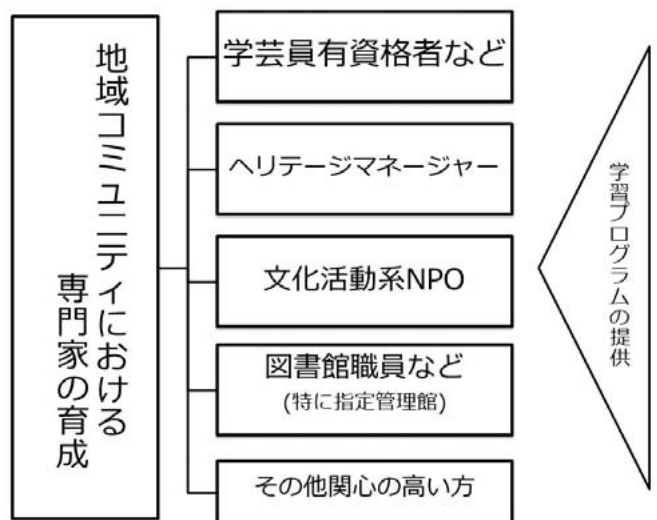 地域コミュニティにおける
専門家の育成
学芸員有資格者など
ヘリテージマネージャー
文化活動系NPO
図書館職員など
(特に指定管理館)
その他関心の高い方
学習プログラムの提供